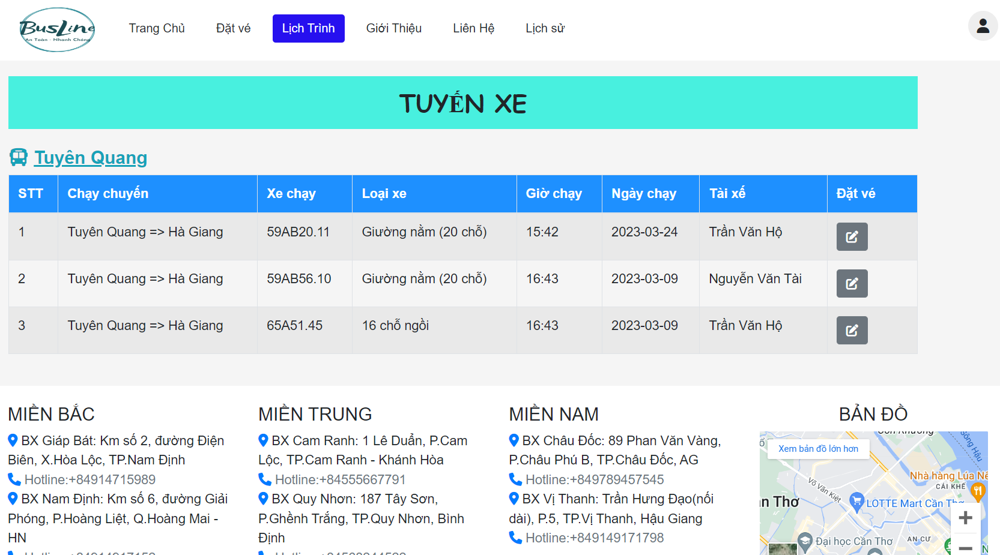 BusLine
An Toàn - Nhanh Chóng
Trang Chủ Đặt vé Lịch Trình Giới Thiệu Liên Hệ Lịch sử
TUYẾN XE
Tuyên Quang
STT Chạy chuyến Xe chạy Loại xe Giờ chạy Ngày chạy Tài xế Đặt vé
1 Tuyên Quang => Hà Giang 59AB20.11 Giường nằm (20 chỗ) 15:42 2023-03-24 Trần Văn Hộ
2 Tuyên Quang => Hà Giang 59AB56.10 Giường nằm (20 chỗ) 16:43 2023-03-09 Nguyễn Văn Tài
3 Tuyên Quang => Hà Giang 65A51.45 16 chỗ ngồi 16:43 2023-03-09 Trần Văn Hộ
MIỀN BẮC
BX Giáp Bát: Km số 2, đường Điện
Biên, X.Hòa Lộc, TP.Nam Định
Hotline:+84914715989
BX Nam Định: Km số 6, đường Giải
Phóng, P.Hoàng Liệt, Q.Hoàng Mai -
HN
MIỀN TRUNG
BX Cam Ranh: 1 Lê Duẩn, P.Cam
Lộc, TP.Cam Ranh - Khánh Hòa
Hotline:+84555667791
BX Quy Nhơn: 187 Tây Sơn,
P.Ghềnh Trắng, TP.Quy Nhơn, Bình
Định
MIỀN NAM
BX Châu Đốc: 89 Phan Văn Vàng,
P.Châu Phú B, TP.Châu Đốc, AG
Hotline:+849789457545
BX Vị Thanh: Trần Hưng Đạo(nối
dài), P.5, TP.Vị Thanh, Hậu Giang
Hotline:+849149171798
BẢN ĐỒ
Xem bản đồ lớn hơn
Sông Hậu
Nhà hàng Lúa
CÁI KHẾ
Võ Văn Kiệt
n Thơ
LOTTE Mart Cần
Đại học Cần Thơ
AN CƯ